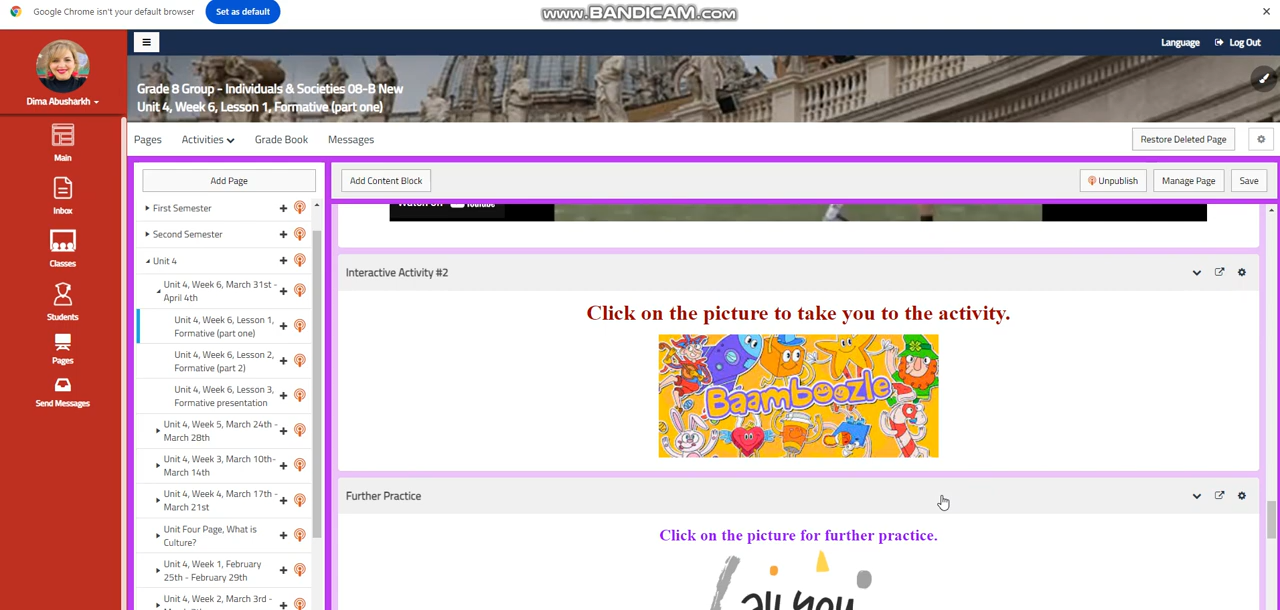 Google Chrome isn't your default browser
Set as default
www.BANDICAM.com
Language
Log Out
Dima Abusharkh
Grade 8 Group - Individuals & Societies 08-B New
Unit 4, Week 6, Lesson 1, Formative (part one)
Main
Inbox
Classes
Students
Pages
Send Messages
Pages
Activities
Grade Book
Messages
Restore Deleted Page
Add Page
Add Content Block
Unpublish
Manage Page
Save
First Semester
Second Semester
Unit 4
Unit 4, Week 6, March 31st -
April 4th
Unit 4, Week 6, Lesson 1,
Formative (part one)
Unit 4, Week 6, Lesson 2,
Formative (part 2)
Unit 4, Week 6, Lesson 3,
Formative presentation
Unit 4, Week 5, March 24th -
March 28th
Unit 4, Week 3, March 10th-
March 14th
Unit 4, Week 4, March 17th -
March 21st
Unit Four Page, What is
Culture?
Unit 4, Week 1, February
25th - February 29th
Unit 4, Week 2, March 3rd -
Watch on YouTube
Interactive Activity #2
Click on the picture to take you to the activity.
Baamboozle
Further Practice
Click on the picture for further practice.
all you